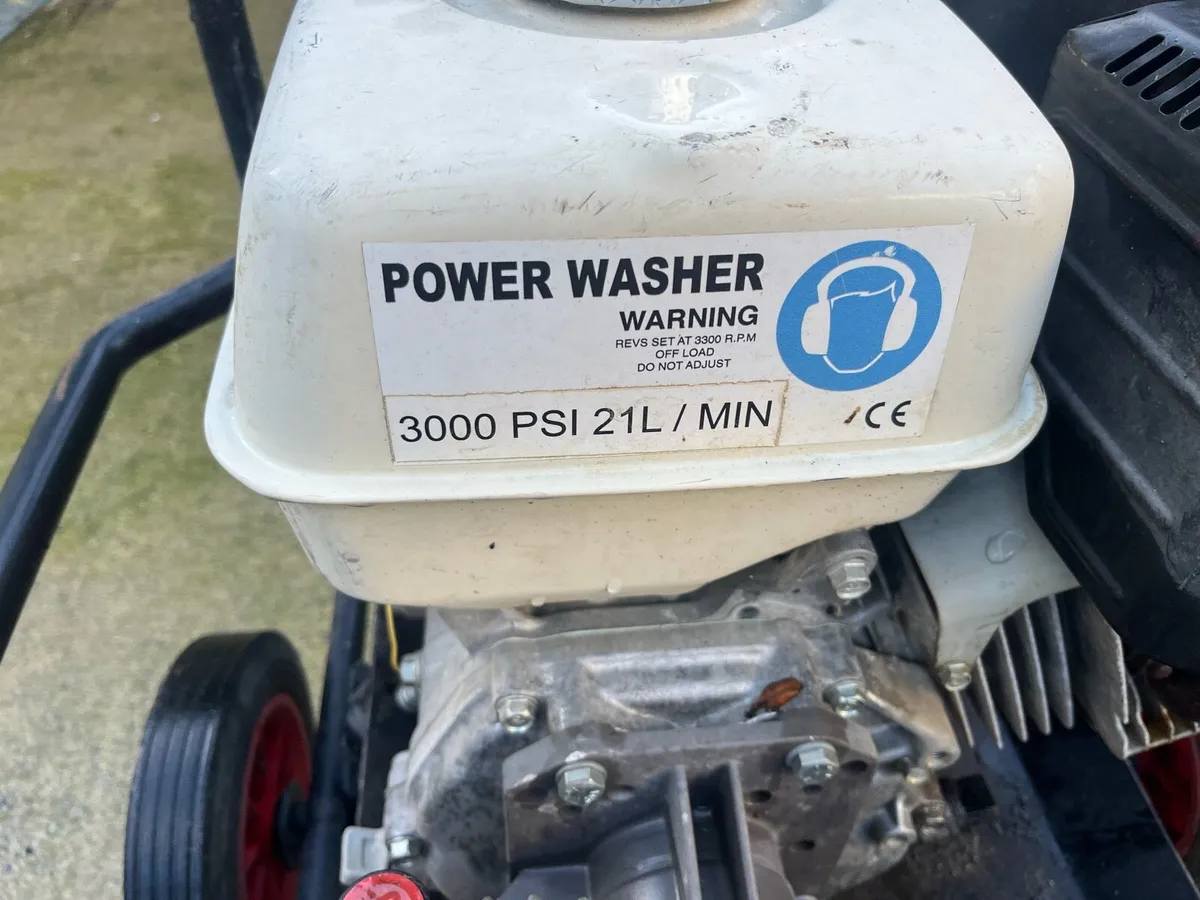 POWER WASHER
WARNING
REVS SET AT 3300 R.P.M
OFF LOAD
DO NOT ADJUST
3000 PSI 21L / MIN
CE